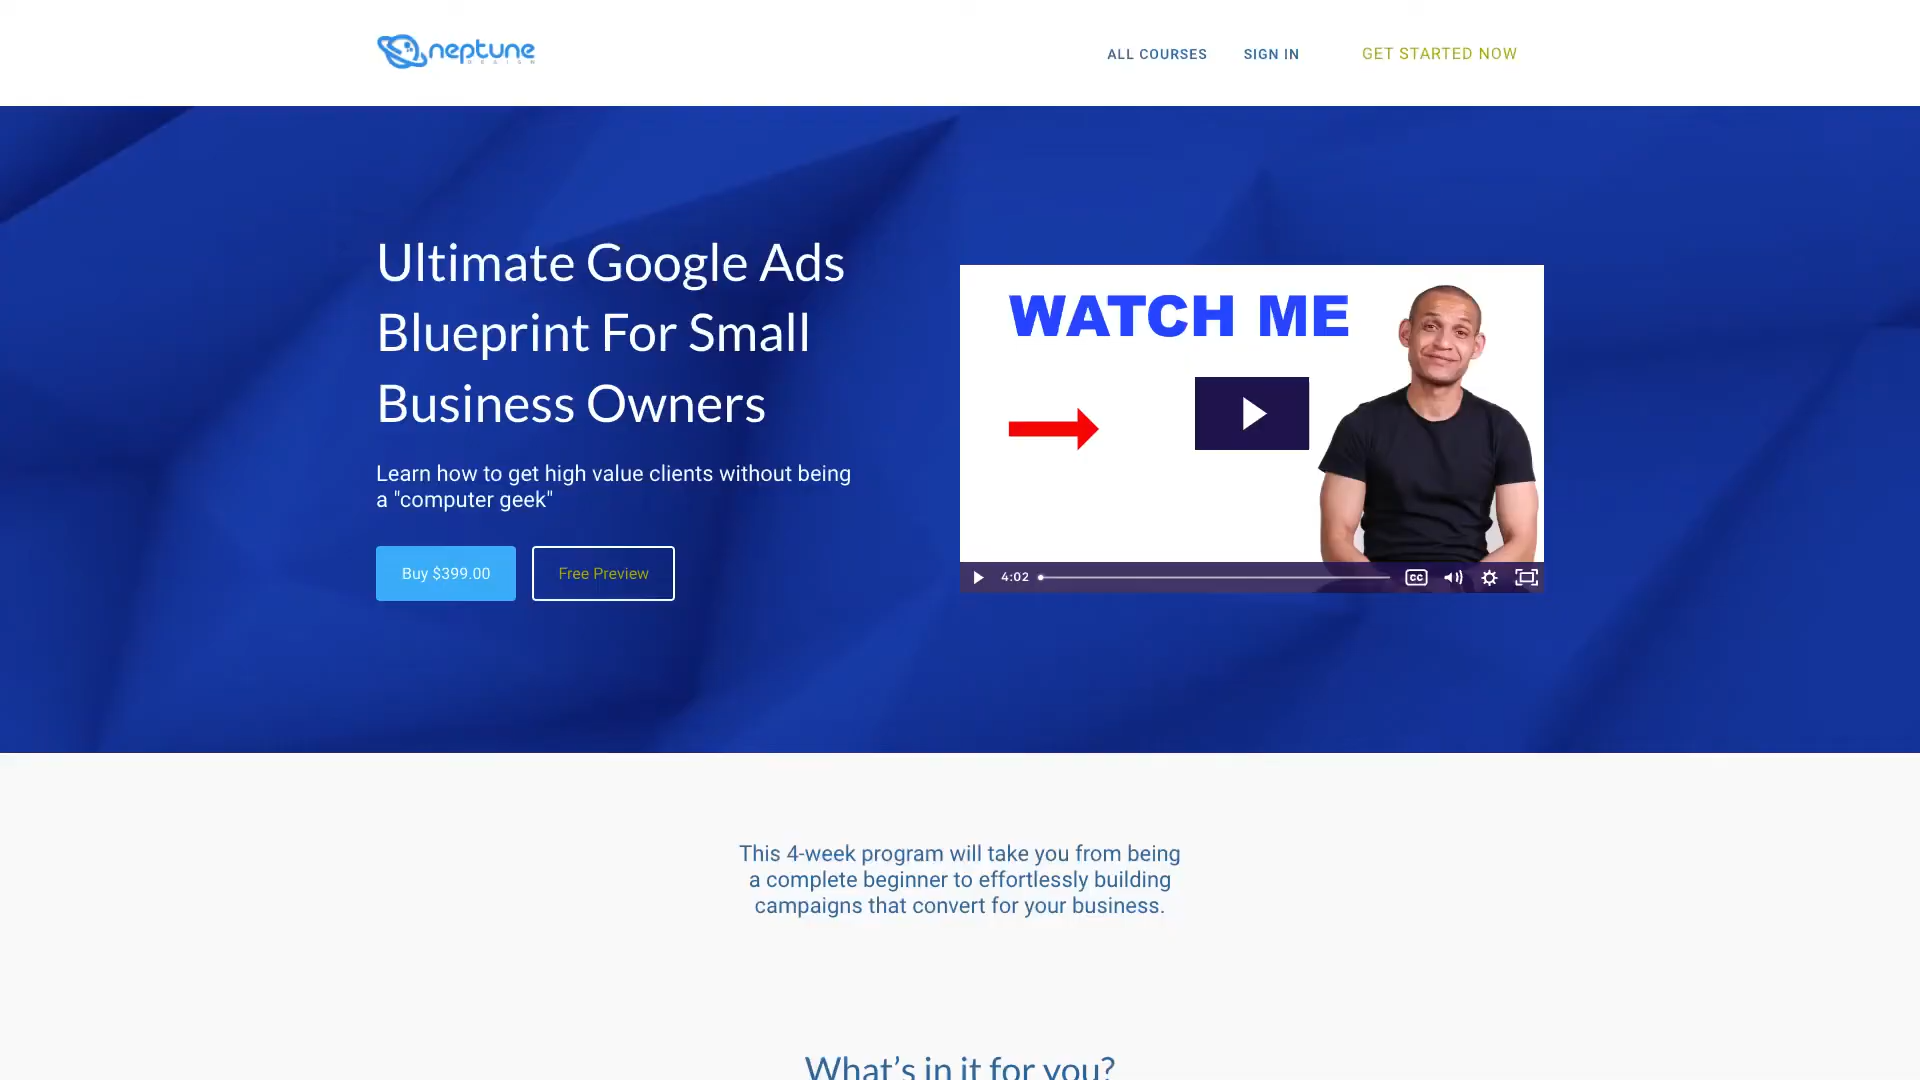 neptune
DESIGN
ALL COURSES
SIGN IN
GET STARTED NOW
Ultimate Google Ads
Blueprint For Small
Business Owners
Learn how to get high value clients without being
a "computer geek"
Buy $399.00
Free Preview
WATCH ME
4:02
CC
This 4-week program will take you from being
a complete beginner to effortlessly building
campaigns that convert for your business.
What's in it for you?